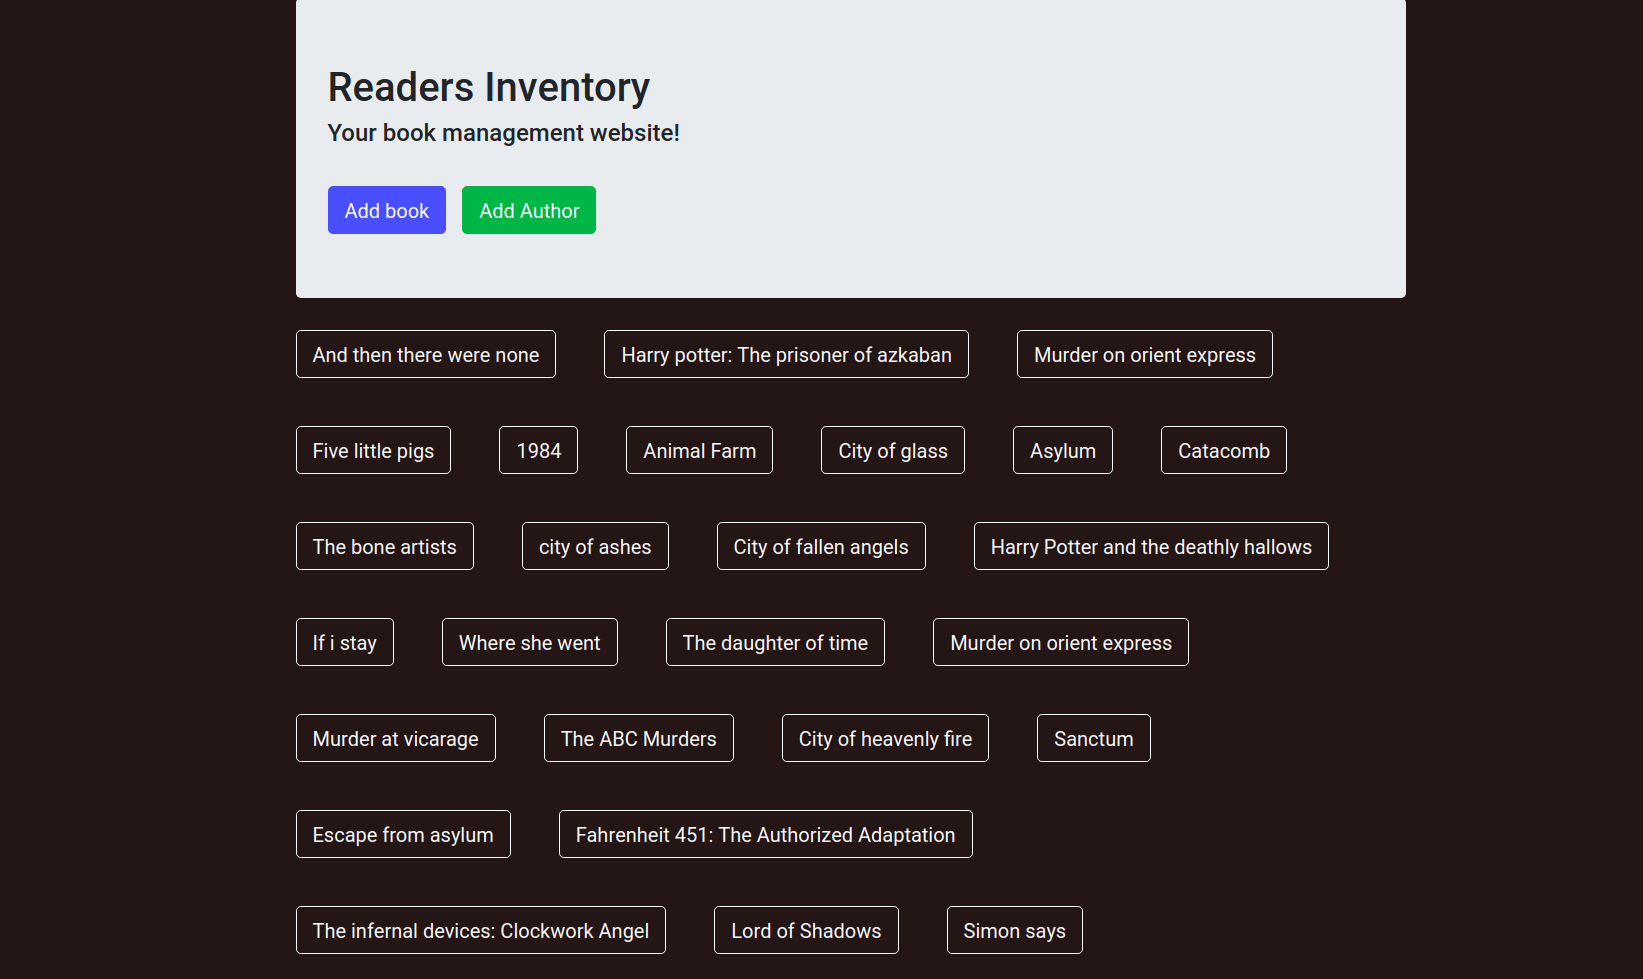 Readers Inventory
Your book management website!
Add book Add Author
And then there were none Harry potter: The prisoner of azkaban Murder on orient express
Five little pigs 1984 Animal Farm City of glass Asylum Catacomb
The bone artists city of ashes City of fallen angels Harry Potter and the deathly hallows
If i stay Where she went The daughter of time Murder on orient express
Murder at vicarage The ABC Murders City of heavenly fire Sanctum
Escape from asylum Fahrenheit 451: The Authorized Adaptation
The infernal devices: Clockwork Angel Lord of Shadows Simon says